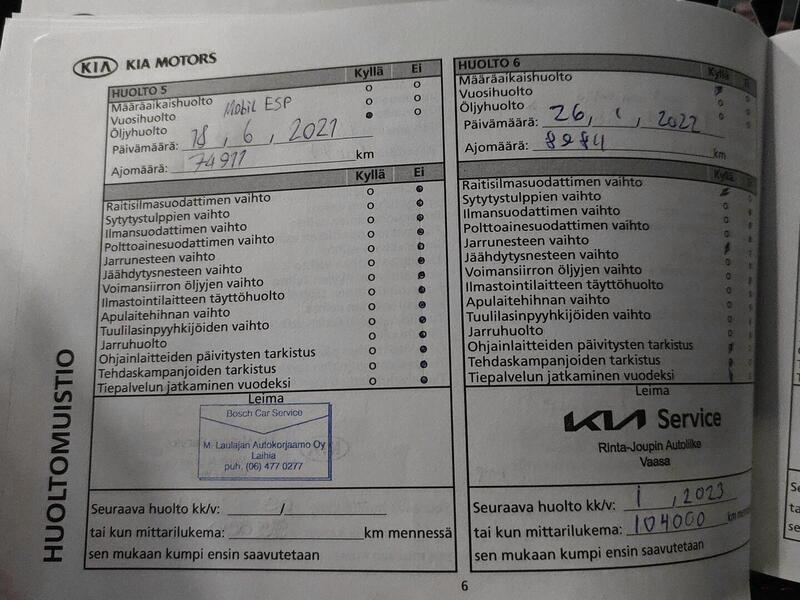 KIA KIA MOTORS
HUOLTO 5 Kyllä Ei
Määräaikaishuolto
Vuosihuolto Mobil ESP
Öljyhuolto
Päivämäärä: 18, 6, 2021
Ajomäärä: 74911 km
Kyllä Ei
Raitisilmasuodattimen vaihto
Sytytystulppien vaihto
Ilmansuodattimen vaihto
Polttoainesuodattimen vaihto
Jarrunesteen vaihto
Jäähdytysnesteen vaihto
Voimansiirron öljyjen vaihto
Ilmastointilaitteen täyttöhuolto
Apulaitehihnan vaihto
Tuulilasinpyyhkijöiden vaihto
Jarruhuolto
Ohjainlaitteiden päivitysten tarkistus
Tehdaskampanjoiden tarkistus
Tiepalvelun jatkaminen vuodeksi
Leima
Bosch Car Service
M. Laulajan Autokorjaamo Oy
Laihia
puh. (06) 477 0277
Seuraava huolto kk/v: /
tai kun mittarilukema: km mennessä
sen mukaan kumpi ensin saavutetaan
HUOLTO 6 Kyllä Ei
Määräaikaishuolto
Vuosihuolto
Öljyhuolto
Päivämäärä: 26, 1, 2022
Ajomäärä: km
Kyllä Ei
Raitisilmasuodattimen vaihto
Sytytystulppien vaihto
Ilmansuodattimen vaihto
Polttoainesuodattimen vaihto
Jarrunesteen vaihto
Jäähdytysnesteen vaihto
Voimansiirron öljyjen vaihto
Ilmastointilaitteen täyttöhuolto
Apulaitehihnan vaihto
Tuulilasinpyyhkijöiden vaihto
Jarruhuolto
Ohjainlaitteiden päivitysten tarkistus
Tehdaskampanjoiden tarkistus
Tiepalvelun jatkaminen vuodeksi
Leima
KIA Service
Rinta-Joupin Autoliike
Vaasa
Seuraava huolto kk/v: 1, 2023
tai kun mittarilukema: 104000 km mennessä
sen mukaan kumpi ensin saavutetaan
HUOLTOMUISTIO
6